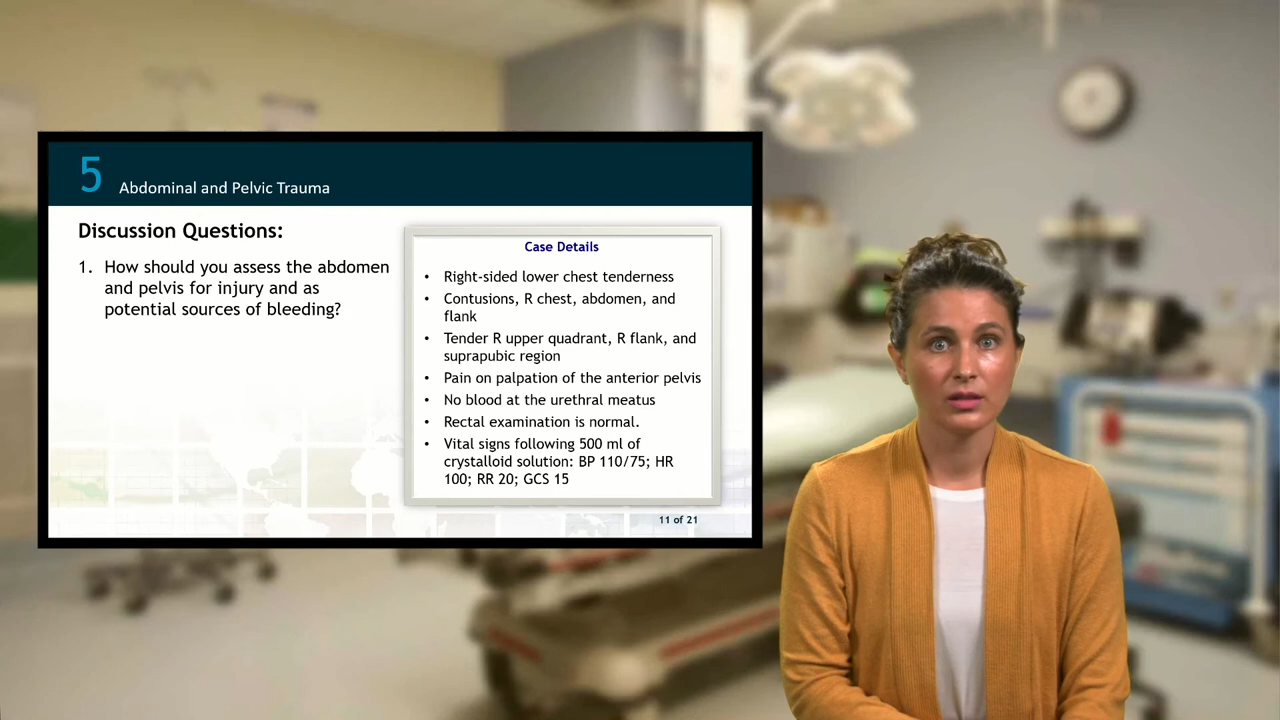 5 Abdominal and Pelvic Trauma
Discussion Questions:
1. How should you assess the abdomen
and pelvis for injury and as
potential sources of bleeding?
Case Details
• Right-sided lower chest tenderness
• Contusions, R chest, abdomen, and
flank
• Tender R upper quadrant, R flank, and
suprapubic region
• Pain on palpation of the anterior pelvis
• No blood at the urethral meatus
• Rectal examination is normal.
• Vital signs following 500 ml of
crystalloid solution: BP 110/75; HR
100; RR 20; GCS 15
11 of 21